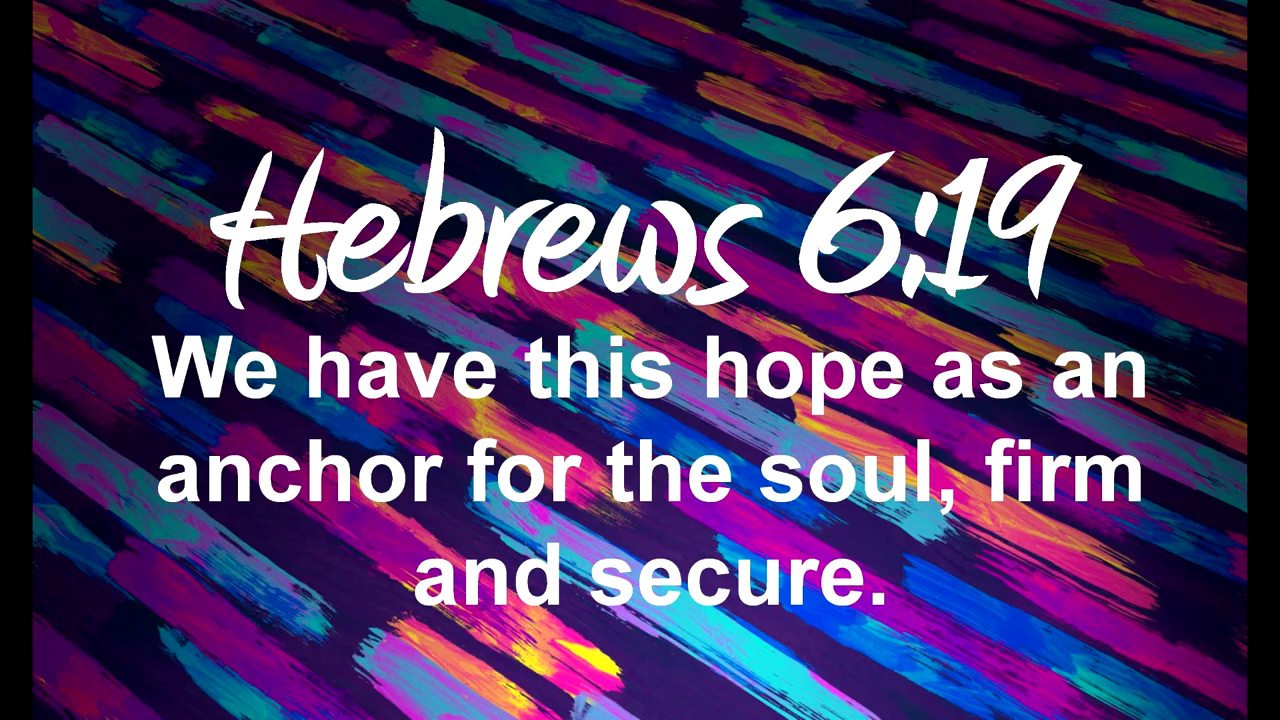 Hebrews 6:19
We have this hope as an
anchor for the soul, firm
and secure.